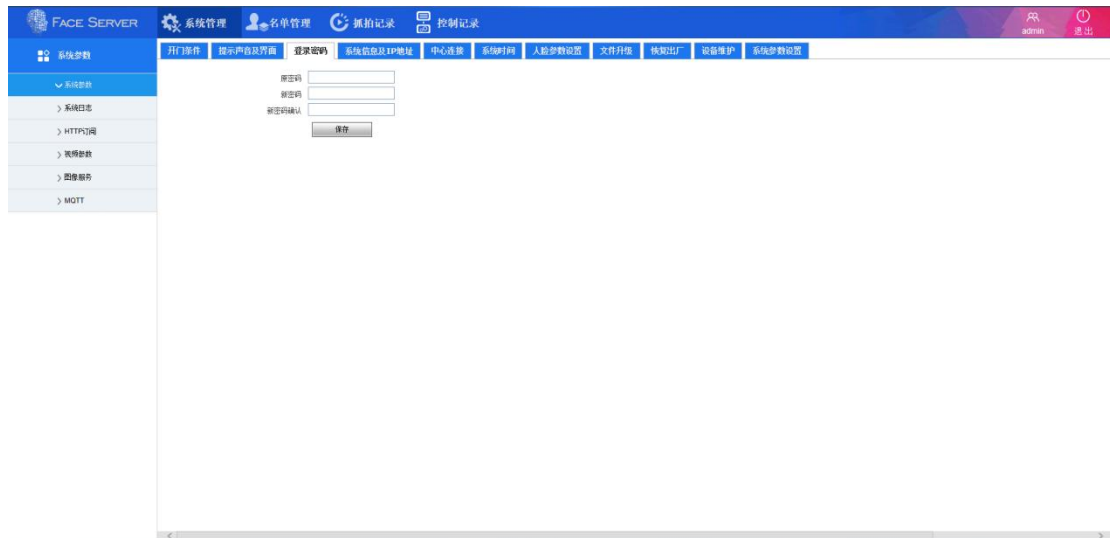 FACE SERVER
系统管理
名单管理
抓拍记录
控制记录
admin
退出
系统参数
系统参数
系统日志
HTTP订阅
视频参数
图像服务
MQTT
开门条件
提示声音及界面
登录密码
系统信息及IP地址
中心连接
系统时间
人脸参数设置
文件升级
恢复出厂
设备维护
系统参数设置
原密码
新密码
新密码确认
保存